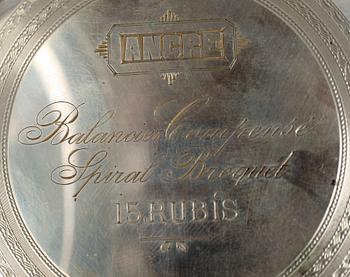 ANCRE
Balancier Compensé
Spiral Breguet
15, RUBIS